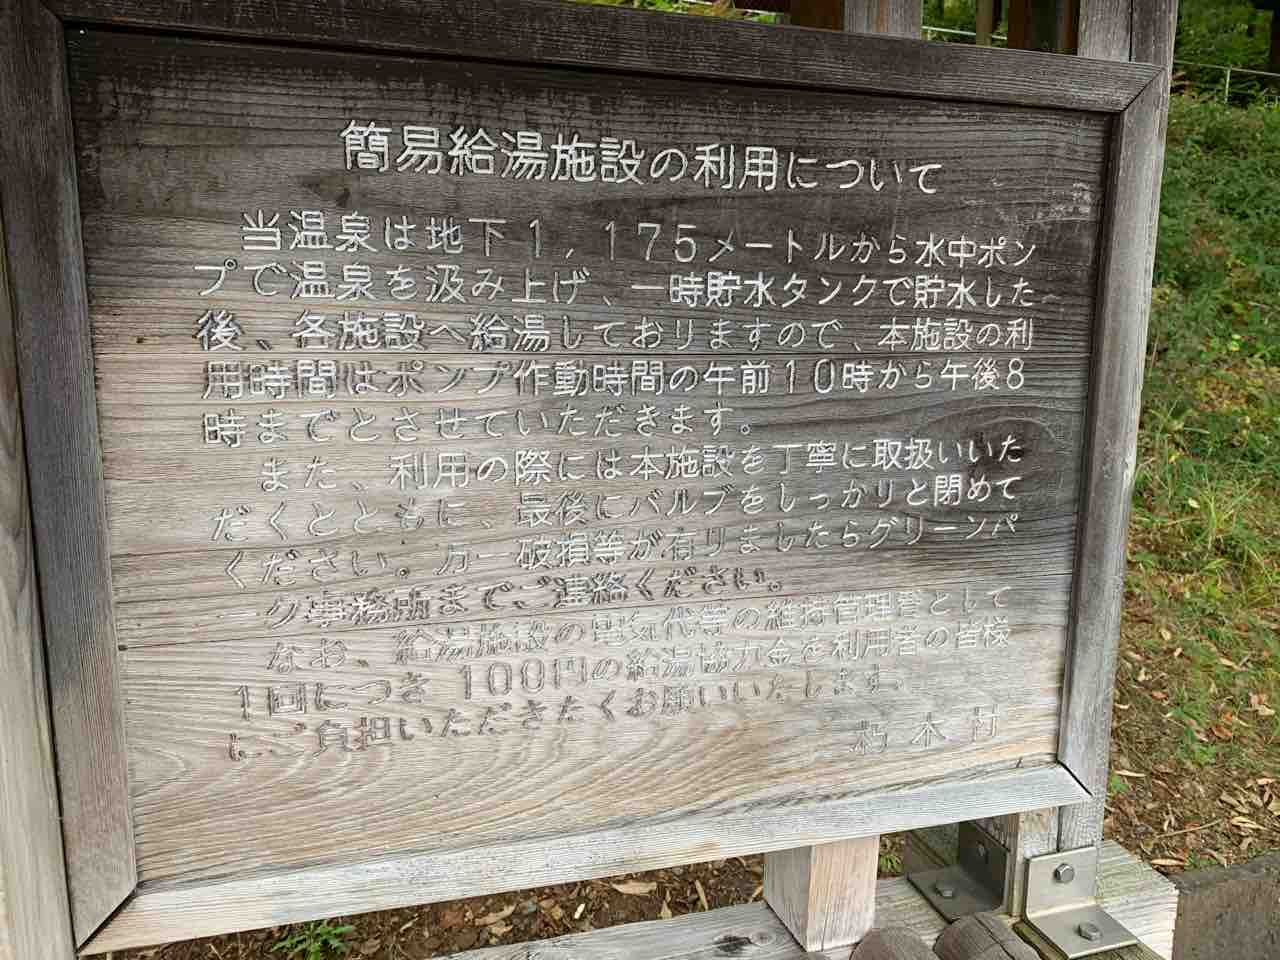 簡易給湯施設の利用について
当温泉は地下1,175メートルから水中ポン
プで温泉を汲み上げ、一時貯水タンクで貯水した
後、各施設へ給湯しておりますので、本施設の利
用時間はポンプ作動時間の午前10時から午後8
時までとさせていただきます。
また、利用の際には本施設を丁寧に取扱いいた
だくとともに、最後にバルブをしっかりと閉めて
ください。万一破損等が有りましたらグリーンパ
ーク事務所までご連絡ください。
なお、給湯施設の電気代等の維持管理費として
1回につき100円の給湯協力金を利用者の皆様
にご負担いただきたくお願いいたします。
朽木村